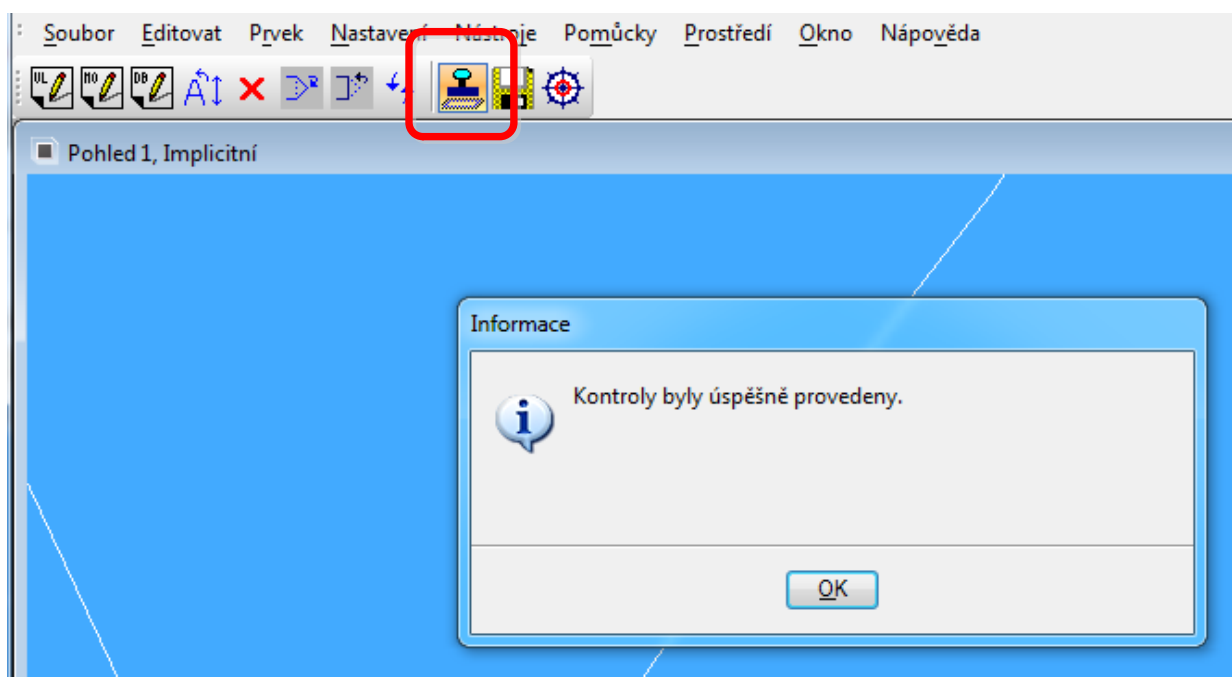 Soubor Editovat Prvek Nastavení Nástroje Pomůcky Prostředí Okno Nápověda
VL MO DB A
Pohled 1, Implicitní
Informace
Kontroly byly úspěšně provedeny.
OK